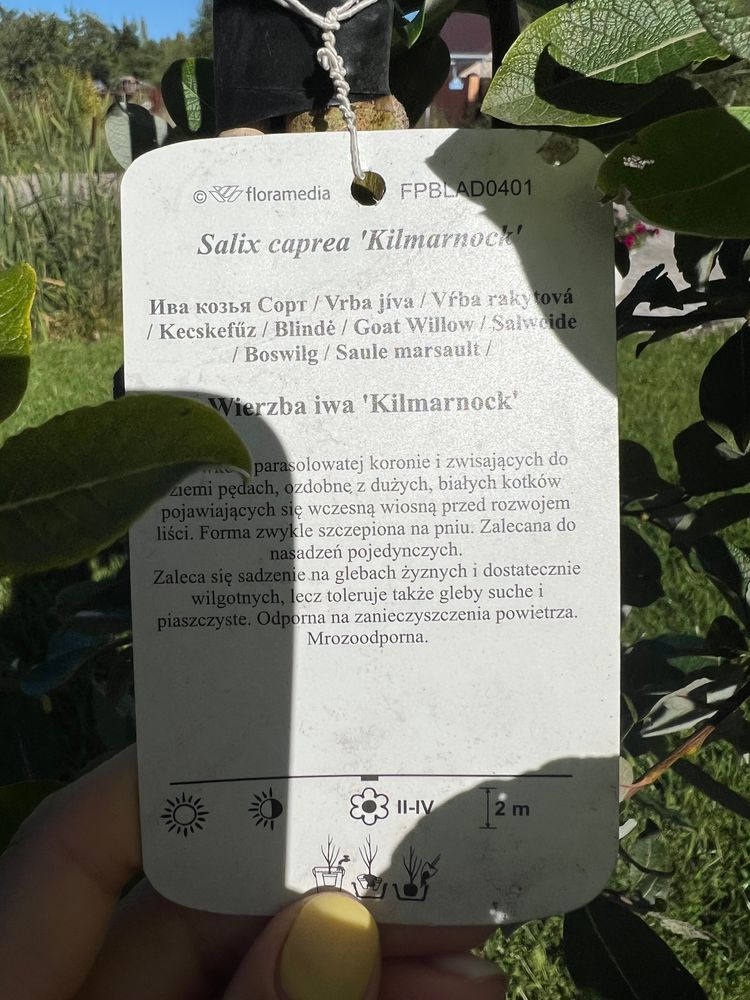 © floramedia FPBLAD0401
Salix caprea 'Kilmarnock'
Ива козья Сорт / Vrba jíva / Vŕba rakytová
/ Kecskefűz / Blindė / Goat Willow / Salweide
/ Boswilg / Saule marsault /
Wierzba iwa 'Kilmarnock'
parasolowatej koronie i zwisających do
ziemi pędach, ozdobne z dużych, białych kotków
pojawiających się wczesną wiosną przed rozwojem
liści. Forma zwykle szczepiona na pniu. Zalecana do
nasadzeń pojedynczych.
Zaleca się sadzenie na glebach żyznych i dostatecznie
wilgotnych, lecz toleruje także gleby suche i
piaszczyste. Odporna na zanieczyszczenia powietrza.
Mrozoodporna.
II-IV 2 m